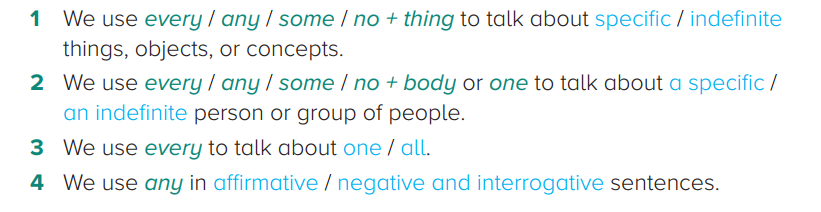 1 We use every / any / some / no + thing to talk about specific / indefinite
things, objects, or concepts.
2 We use every / any / some / no + body or one to talk about a specific /
an indefinite person or group of people.
3 We use every to talk about one / all.
4 We use any in affirmative / negative and interrogative sentences.